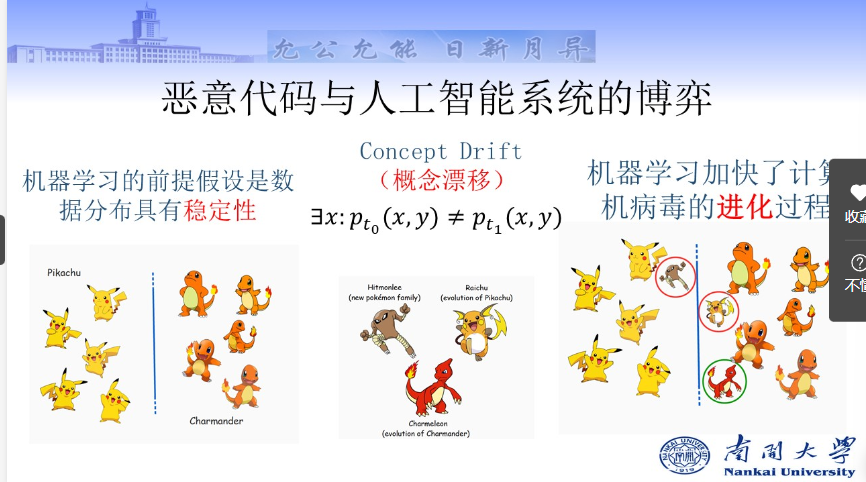 允公允能 日新月异
恶意代码与人工智能系统的博弈
机器学习的前提假设是数
据分布具有稳定性
Pikachu
Charmander
Concept Drift
（概念漂移）
∃x: p_{t_0}(x, y) ≠ p_{t_1}(x, y)
Hitmonlee
(new pokémon family)
Raichu
(evolution of Pikachu)
Charmeleon
(evolution of Charmander)
机器学习加快了计算
机病毒的进化过程
收藏
不懂
NANKAI UNIVERSITY
1919
南開大學
Nankai University